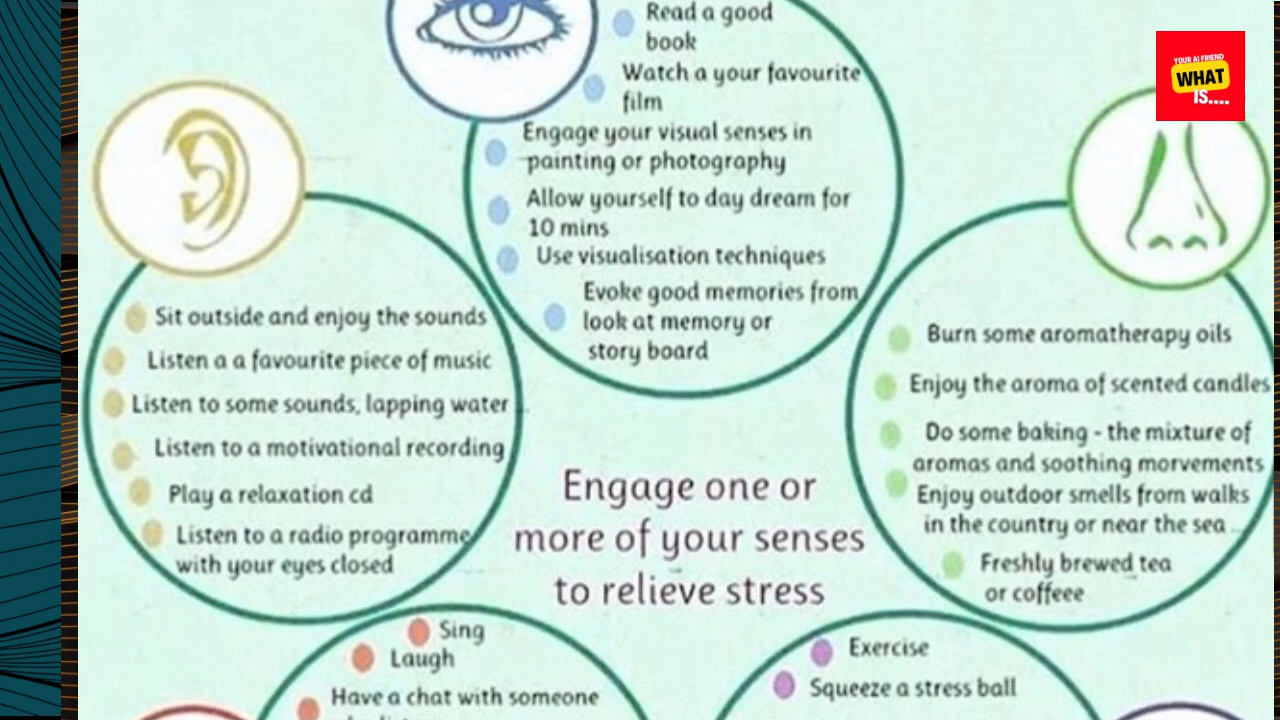 Read a good
book
Watch a your favourite
film
Engage your visual senses in
painting or photography
Allow yourself to day dream for
10 mins
Use visualisation techniques
Evoke good memories from
look at memory or
story board
YOUR AI FRIEND
WHAT
IS....
Sit outside and enjoy the sounds
Listen a a favourite piece of music
Listen to some sounds, lapping water
Listen to a motivational recording
Play a relaxation cd
Listen to a radio programme
with your eyes closed
Burn some aromatherapy oils
Enjoy the aroma of scented candles
Do some baking - the mixture of
aromas and soothing morvements
Enjoy outdoor smells from walks
in the country or near the sea
Freshly brewed tea
or coffeee
Engage one or
more of your senses
to relieve stress
Sing
Laugh
Have a chat with someone
Exercise
Squeeze a stress ball